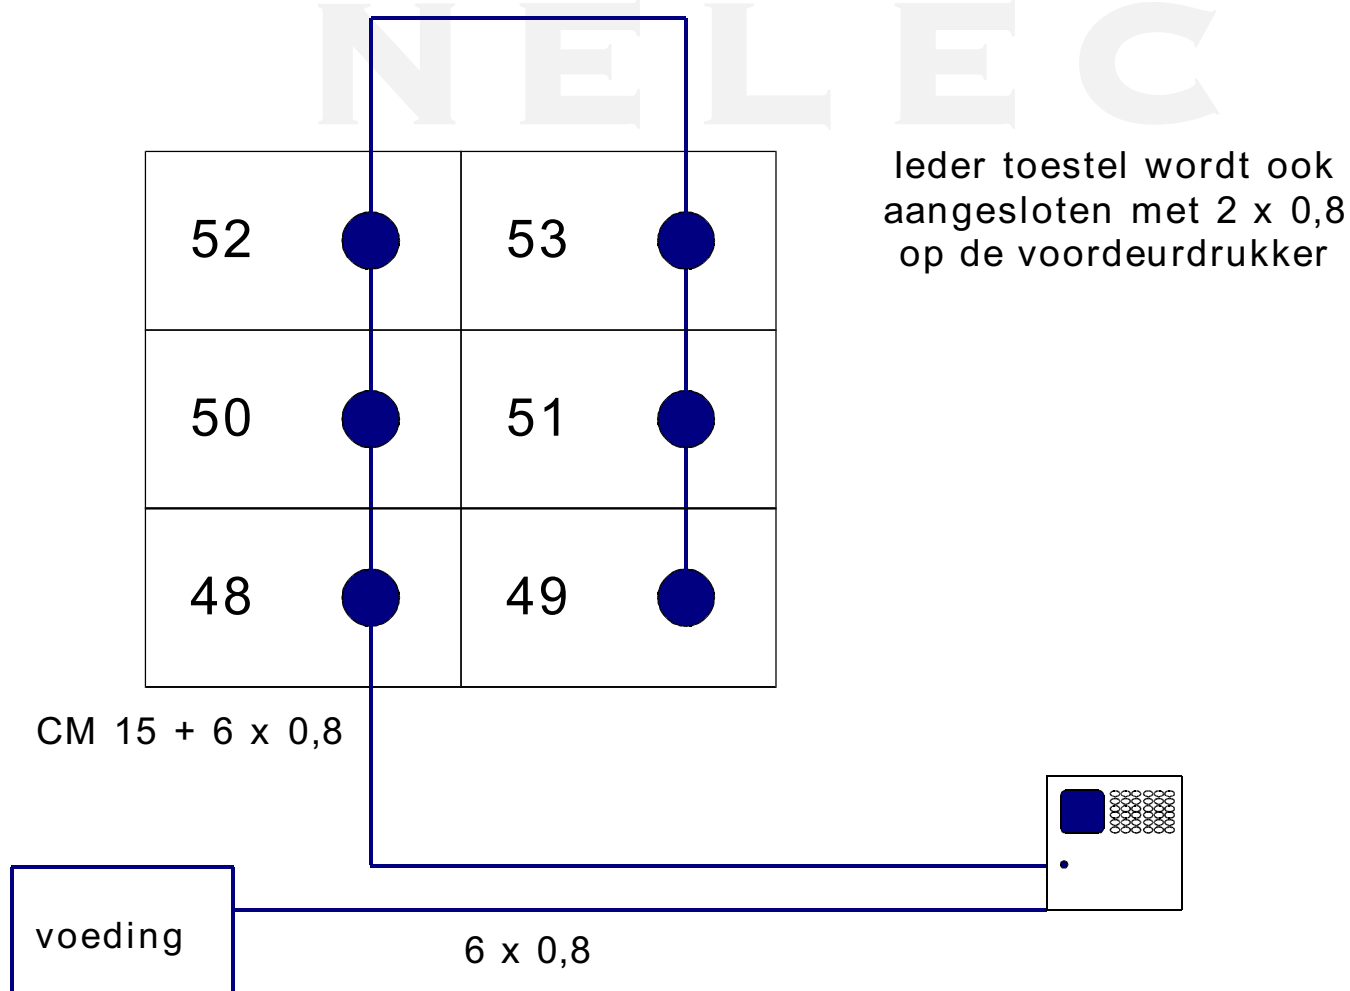 NELEC
Ieder toestel wordt ook
aangesloten met 2 x 0,8
op de voordeurdrukker
52 53
50 51
48 49
CM 15 + 6 x 0,8
voeding
6 x 0,8